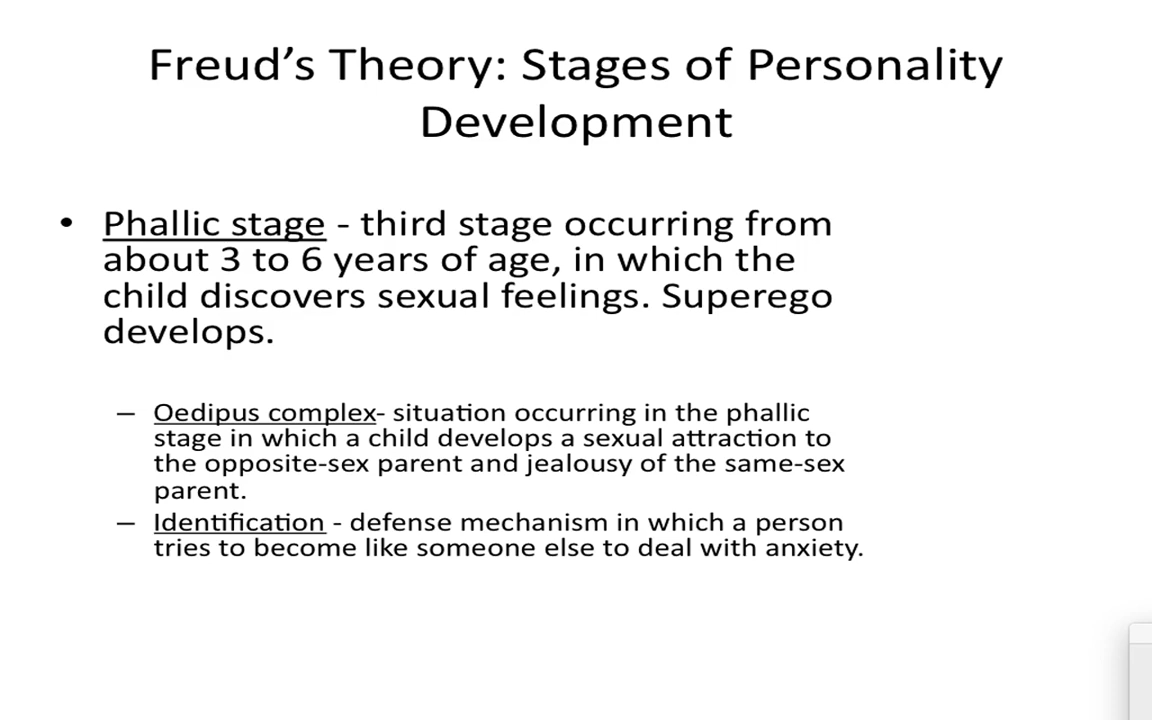 Freud’s Theory: Stages of Personality
Development
• Phallic stage - third stage occurring from
about 3 to 6 years of age, in which the
child discovers sexual feelings. Superego
develops.
– Oedipus complex- situation occurring in the phallic
stage in which a child develops a sexual attraction to
the opposite-sex parent and jealousy of the same-sex
parent.
– Identification - defense mechanism in which a person
tries to become like someone else to deal with anxiety.